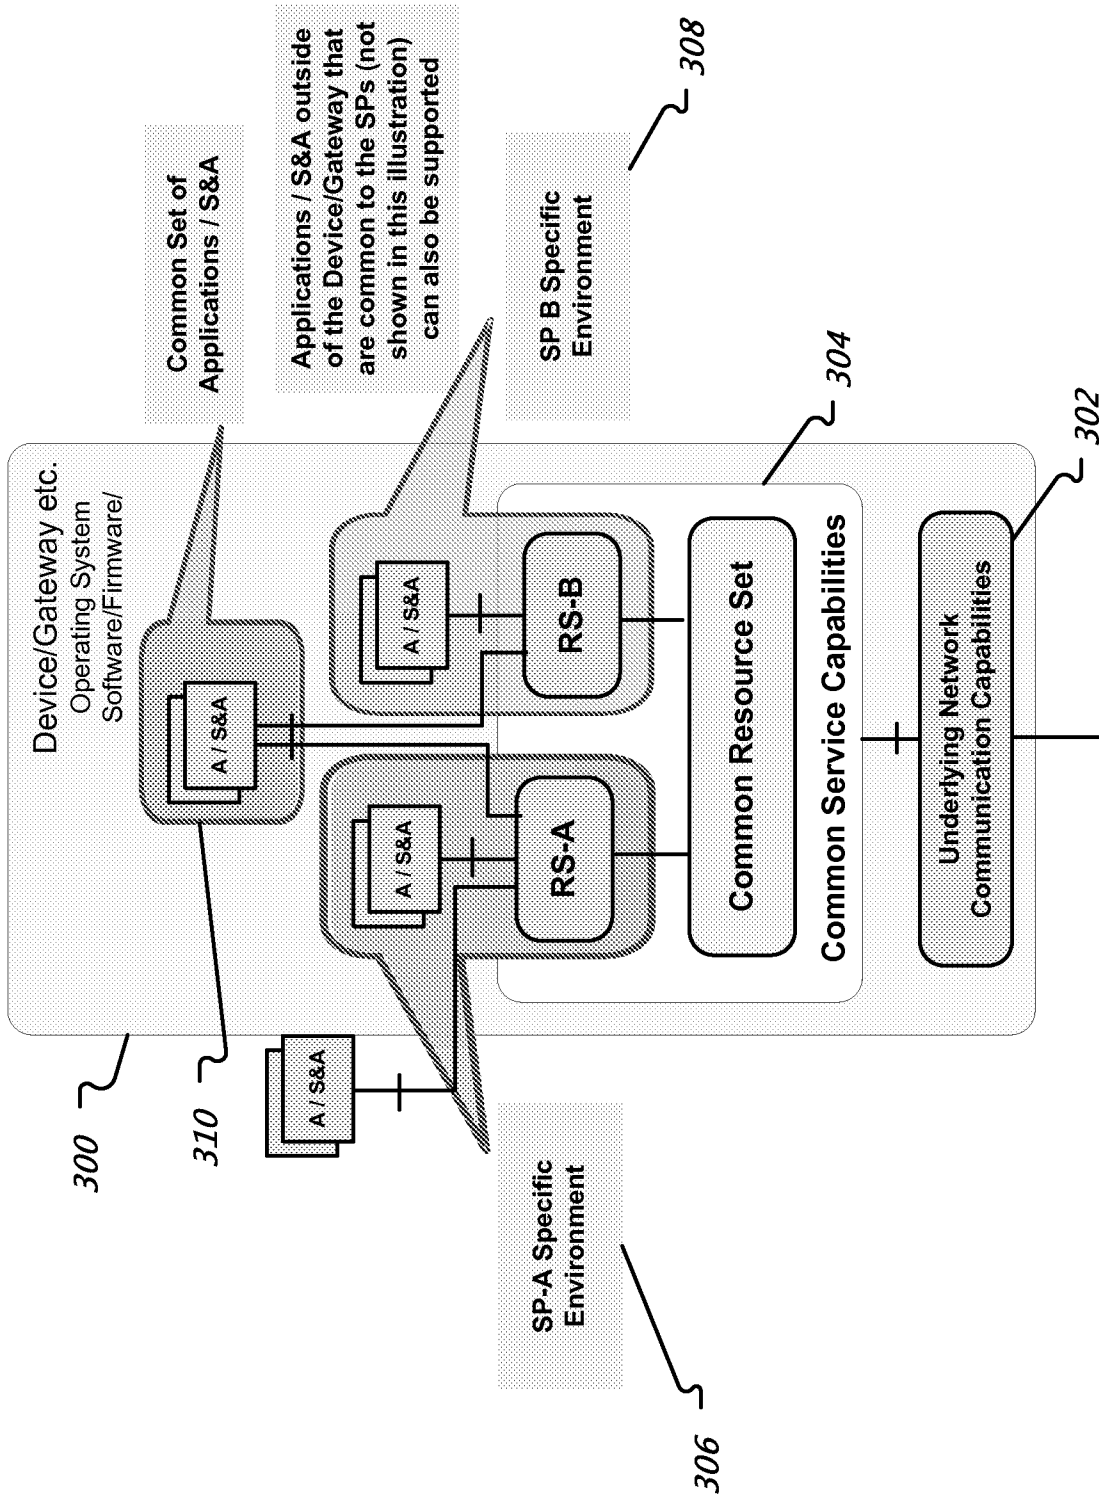 Device/Gateway etc.
Operating System
Software/Firmware/
Common Set of
Applications / S&A
Applications / S&A outside
of the Device/Gateway that
are common to the SPs (not
shown in this illustration)
can also be supported
300
310
A / S&A
A / S&A
A / S&A
A / S&A
RS-A
RS-B
SP-A Specific
Environment
306
SP B Specific
Environment
308
Common Resource Set
Common Service Capabilities
304
Underlying Network
Communication Capabilities
302